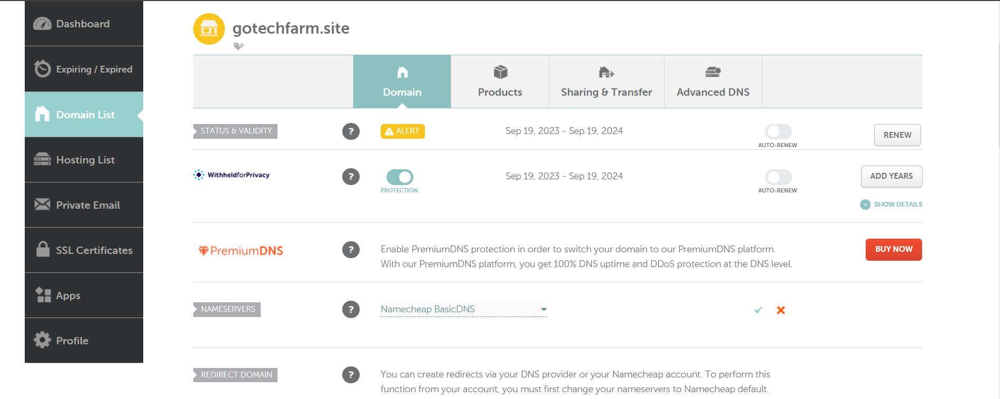 Dashboard
Expiring / Expired
Domain List
Hosting List
Private Email
SSL Certificates
Apps
Profile
gotechfarm.site
Domain
Products
Sharing & Transfer
Advanced DNS
STATUS & VALIDITY
?
ALERT
Sep 19, 2023 - Sep 19, 2024
AUTO-RENEW
RENEW
WithheldforPrivacy
?
PROTECTION
Sep 19, 2023 - Sep 19, 2024
AUTO-RENEW
ADD YEARS
SHOW DETAILS
PremiumDNS
?
Enable PremiumDNS protection in order to switch your domain to our PremiumDNS platform.
With our PremiumDNS platform, you get 100% DNS uptime and DDoS protection at the DNS level.
BUY NOW
NAMESERVERS
?
Namecheap BasicDNS
REDIRECT DOMAIN
?
You can create redirects via your DNS provider or your Namecheap account. To perform this
function from your account, you must first change your nameservers to Namecheap default.